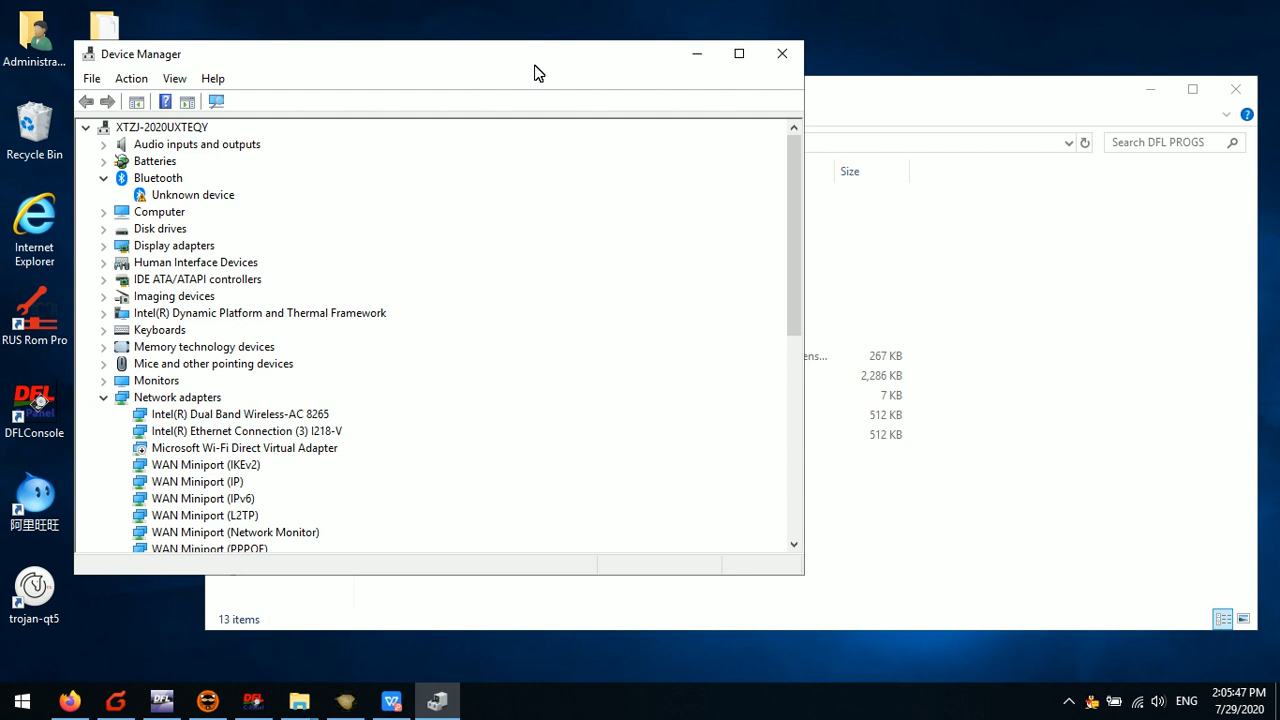 Administra...
Recycle Bin
Internet
Explorer
RUS Rom Pro
DFL
Panel
DFLConsole
阿里旺旺
trojan-qt5
Device Manager
File Action View Help
XTZJ-2020UXTEQY
Audio inputs and outputs
Batteries
Bluetooth
Unknown device
Computer
Disk drives
Display adapters
Human Interface Devices
IDE ATA/ATAPI controllers
Imaging devices
Intel(R) Dynamic Platform and Thermal Framework
Keyboards
Memory technology devices
Mice and other pointing devices
Monitors
Network adapters
Intel(R) Dual Band Wireless-AC 8265
Intel(R) Ethernet Connection (3) I218-V
Microsoft Wi-Fi Direct Virtual Adapter
WAN Miniport (IKEv2)
WAN Miniport (IP)
WAN Miniport (IPv6)
WAN Miniport (L2TP)
WAN Miniport (Network Monitor)
WAN Miniport (PPPOE)
Search DFL PROGS
Size
ens... 267 KB
2,286 KB
7 KB
512 KB
512 KB
13 items
DFL
DFL
ENG
2:05:47 PM
7/29/2020